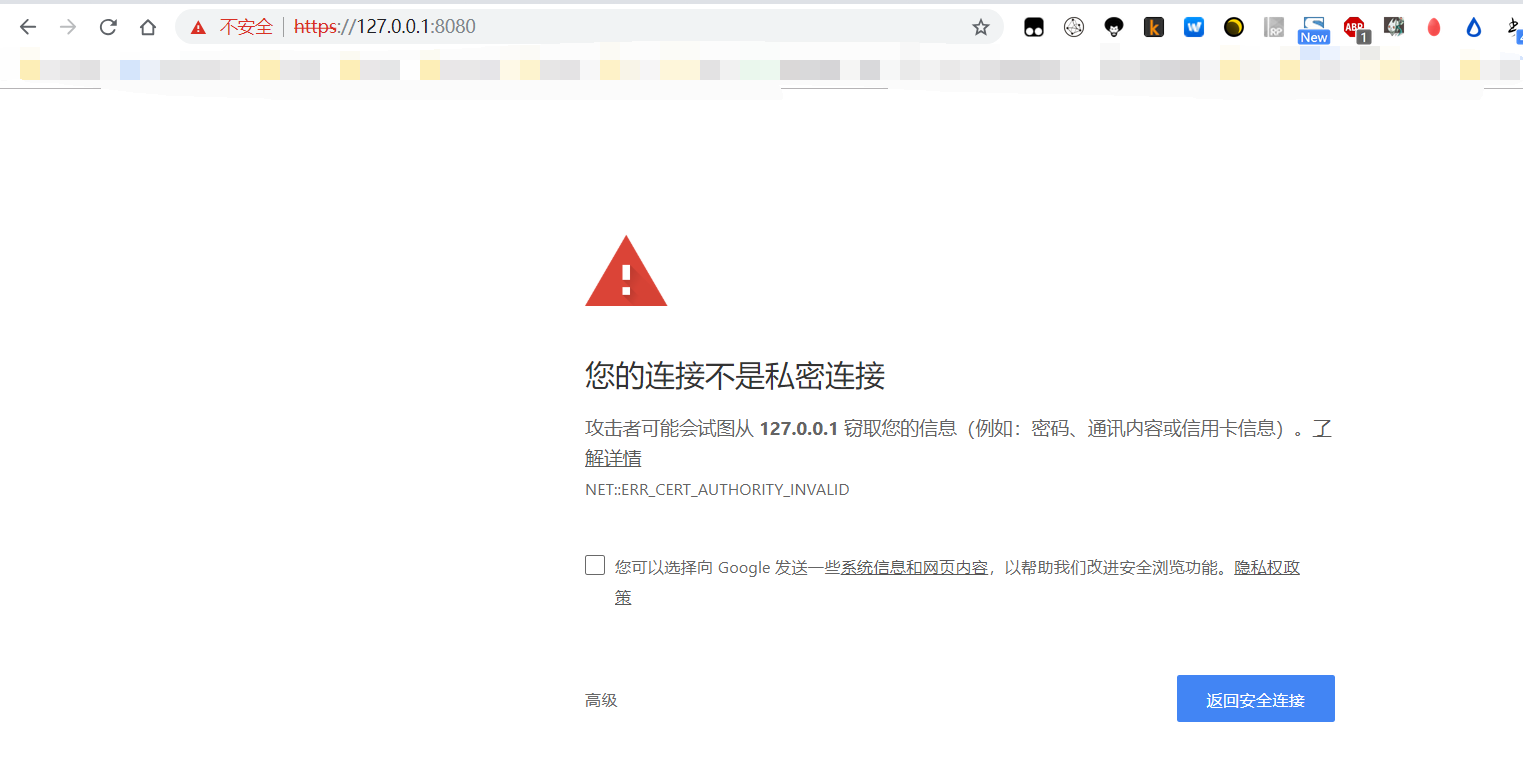 不安全 https://127.0.0.1:8080
RP New ABP 1
您的连接不是私密连接
攻击者可能会试图从 127.0.0.1 窃取您的信息（例如：密码、通讯内容或信用卡信息）。了
解详情
NET::ERR_CERT_AUTHORITY_INVALID
您可以选择向 Google 发送一些系统信息和网页内容，以帮助我们改进安全浏览功能。隐私权政
策
高级 返回安全连接